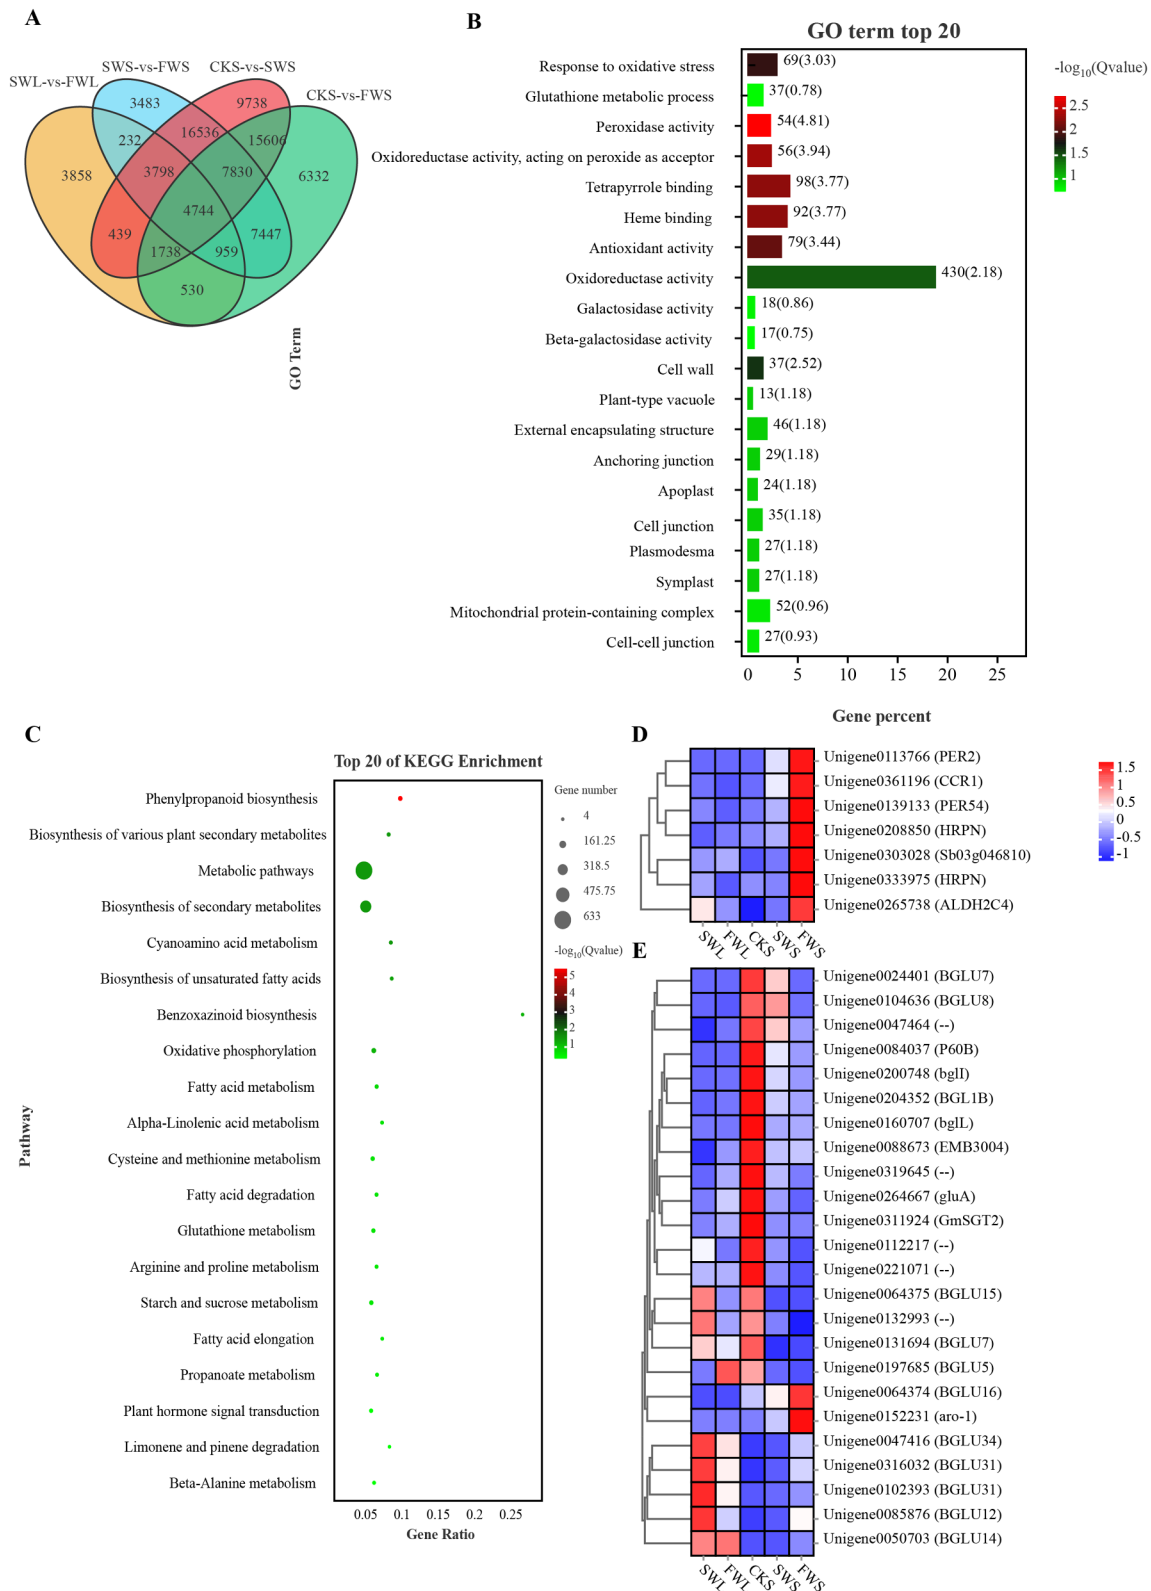 A
SWL-vs-FWL
SWS-vs-FWS
CKS-vs-SWS
CKS-vs-FWS
3483
9738
232
16536
15606
3858
3798
7830
6332
4744
439
7447
1738
959
530
B
GO term top 20
GO Term
Response to oxidative stress 69(3.03)
Glutathione metabolic process 37(0.78)
Peroxidase activity 54(4.81)
Oxidoreductase activity, acting on peroxide as acceptor 56(3.94)
Tetrapyrrole binding 98(3.77)
Heme binding 92(3.77)
Antioxidant activity 79(3.44)
Oxidoreductase activity 430(2.18)
Galactosidase activity 18(0.86)
Beta-galactosidase activity 17(0.75)
Cell wall 37(2.52)
Plant-type vacuole 13(1.18)
External encapsulating structure 46(1.18)
Anchoring junction 29(1.18)
Apoplast 24(1.18)
Cell junction 35(1.18)
Plasmodesma 27(1.18)
Symplast 27(1.18)
Mitochondrial protein-containing complex 52(0.96)
Cell-cell junction 27(0.93)
0 5 10 15 20 25
Gene percent
-log10(Qvalue)
2.5
2
1.5
1
C
Top 20 of KEGG Enrichment
Pathway
Phenylpropanoid biosynthesis
Biosynthesis of various plant secondary metabolites
Metabolic pathways
Biosynthesis of secondary metabolites
Cyanoamino acid metabolism
Biosynthesis of unsaturated fatty acids
Benzoxazinoid biosynthesis
Oxidative phosphorylation
Fatty acid metabolism
Alpha-Linolenic acid metabolism
Cysteine and methionine metabolism
Fatty acid degradation
Glutathione metabolism
Arginine and proline metabolism
Starch and sucrose metabolism
Fatty acid elongation
Propanoate metabolism
Plant hormone signal transduction
Limonene and pinene degradation
Beta-Alanine metabolism
0.05 0.1 0.15 0.2 0.25
Gene Ratio
Gene number
4
161.25
318.5
475.75
633
-log10(Qvalue)
5
4
3
2
1
D
Unigene0113766 (PER2)
Unigene0361196 (CCR1)
Unigene0139133 (PER54)
Unigene0208850 (HRPN)
Unigene0303028 (Sb03g046810)
Unigene0333975 (HRPN)
Unigene0265738 (ALDH2C4)
SWL FWL CKS SWS FWS
1.5
1
0.5
0
-0.5
-1
E
Unigene0024401 (BGLU7)
Unigene0104636 (BGLU8)
Unigene0047464 (--)
Unigene0084037 (P60B)
Unigene0200748 (bglI)
Unigene0204352 (BGL1B)
Unigene0160707 (bglL)
Unigene0088673 (EMB3004)
Unigene0319645 (--)
Unigene0264667 (gluA)
Unigene0311924 (GmSGT2)
Unigene0112217 (--)
Unigene0221071 (--)
Unigene0064375 (BGLU15)
Unigene0132993 (--)
Unigene0131694 (BGLU7)
Unigene0197685 (BGLU5)
Unigene0064374 (BGLU16)
Unigene0152231 (aro-1)
Unigene0047416 (BGLU34)
Unigene0316032 (BGLU31)
Unigene0102393 (BGLU31)
Unigene0085876 (BGLU12)
Unigene0050703 (BGLU14)
SWL FWL CKS SWS FWS